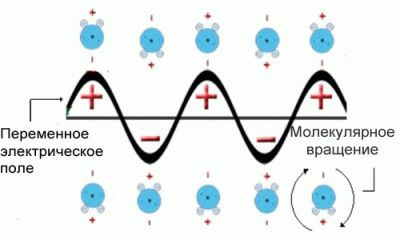 + - + - +
- + - + -
+ + +
- -
Переменное
электрическое
поле
Молекулярное
вращение
- + - + -
+ - + - +